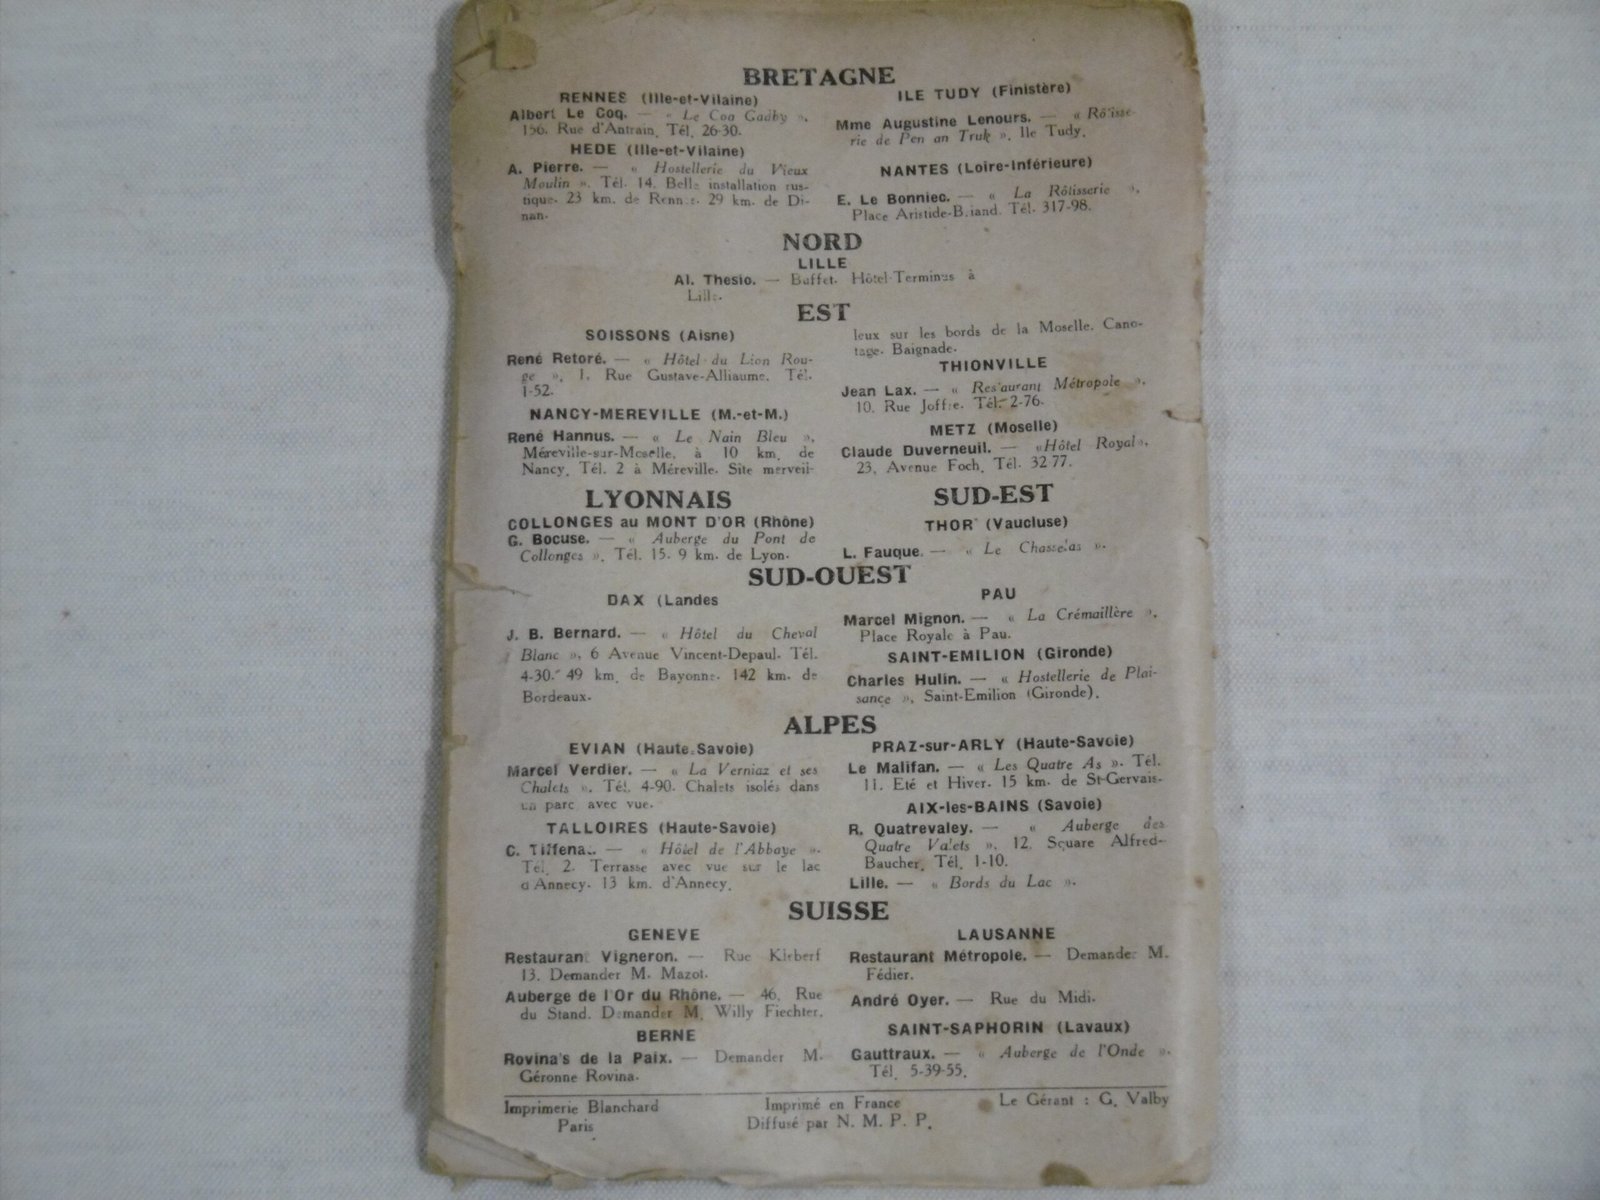 BRETAGNE
RENNES (Ille-et-Vilaine)
Albert Le Coq. — « Le Coq Gadby ».
156. Rue d'Antrain. Tél. 26-30.
HEDE (Ille-et-Vilaine)
A. Pierre. — « Hostellerie du Vieux
Moulin ». Tél. 14. Belle installation rus-
tique. 23 km. de Rennes. 29 km. de Di-
nan.
ILE TUDY (Finistère)
Mme Augustine Lenours. — « Rôtisse-
rie de Pen an Truk ». Ile Tudy.
NANTES (Loire-Inférieure)
E. Le Bonniec. — « La Rôtisserie ».
Place Aristide-Briand. Tél. 317-98.
NORD
LILLE
Al. Thesio. — Buffet. Hôtel-Terminus à
Lille.
EST
SOISSONS (Aisne)
René Retoré. — « Hôtel du Lion Rou-
ge », 1. Rue Gustave-Alliaume. Tél.
1-52.
NANCY-MEREVILLE (M.-et-M.)
René Hannus. — « Le Nain Bleu »,
Méreville-sur-Moselle, à 10 km. de
Nancy. Tél. 2 à Méreville. Site merveil-
leux sur les bords de la Moselle. Cano-
tage. Baignade.
THIONVILLE
Jean Lax. — « Restaurant Métropole ».
10. Rue Joffre. Tél. 2-76.
METZ (Moselle)
Claude Duverneuil. — «Hôtel Royal».
23, Avenue Foch. Tél. 32-77.
LYONNAIS
COLLONGES au MONT D'OR (Rhône)
G. Bocuse. — « Auberge du Pont de
Collonges ». Tél. 15. 9 km. de Lyon.
SUD-EST
THOR (Vaucluse)
L. Fauque. — « Le Chasselas ».
SUD-OUEST
DAX (Landes
J. B. Bernard. — « Hôtel du Cheval
Blanc », 6 Avenue Vincent-Depaul. Tél.
4-30. 49 km. de Bayonne. 142 km. de
Bordeaux.
PAU
Marcel Mignon. — « La Crémaillère ».
Place Royale à Pau.
SAINT-EMILION (Gironde)
Charles Hulin. — « Hostellerie de Plai-
sance », Saint-Emilion (Gironde).
ALPES
EVIAN (Haute-Savoie)
Marcel Verdier. — « La Verniaz et ses
Chalets ». Tél. 4-90. Chalets isolés dans
un parc avec vue.
TALLOIRES (Haute-Savoie)
C. — « Hôtel de l'Abbaye ».
Tél. 2. Terrasse avec vue sur le lac
d'Annecy. 13 km. d'Annecy.
PRAZ-sur-ARLY (Haute-Savoie)
Le Malifan. — « Les Quatre As ». Tél.
11. Eté et Hiver. 15 km. de St-Gervais.
AIX-les-BAINS (Savoie)
R. Quatrevaley. — « Auberge des
Quatre Valets ». 12. Square Alfred-
Baucher. Tél. 1-10.
Lille. — « Bords du Lac ».
SUISSE
GENEVE
Restaurant Vigneron. — Rue
13. Demander M. Mazot.
Auberge de l'Or du Rhône. — 46, Rue
du Stand. Demander M. Willy Fiechter.
BERNE
Rovina's de la Paix. — Demander M.
Géronne Rovina.
LAUSANNE
Restaurant Métropole. — Demander M.
Fédier.
André Oyer. — Rue du Midi.
SAINT-SAPHORIN (Lavaux)
Gauttraux. — « Auberge de l'Onde ».
Tél. 5-39-55.
Imprimerie Blanchard
Paris
Imprimé en France
Diffusé par N. M. P. P.
Le Gérant : G. Valby